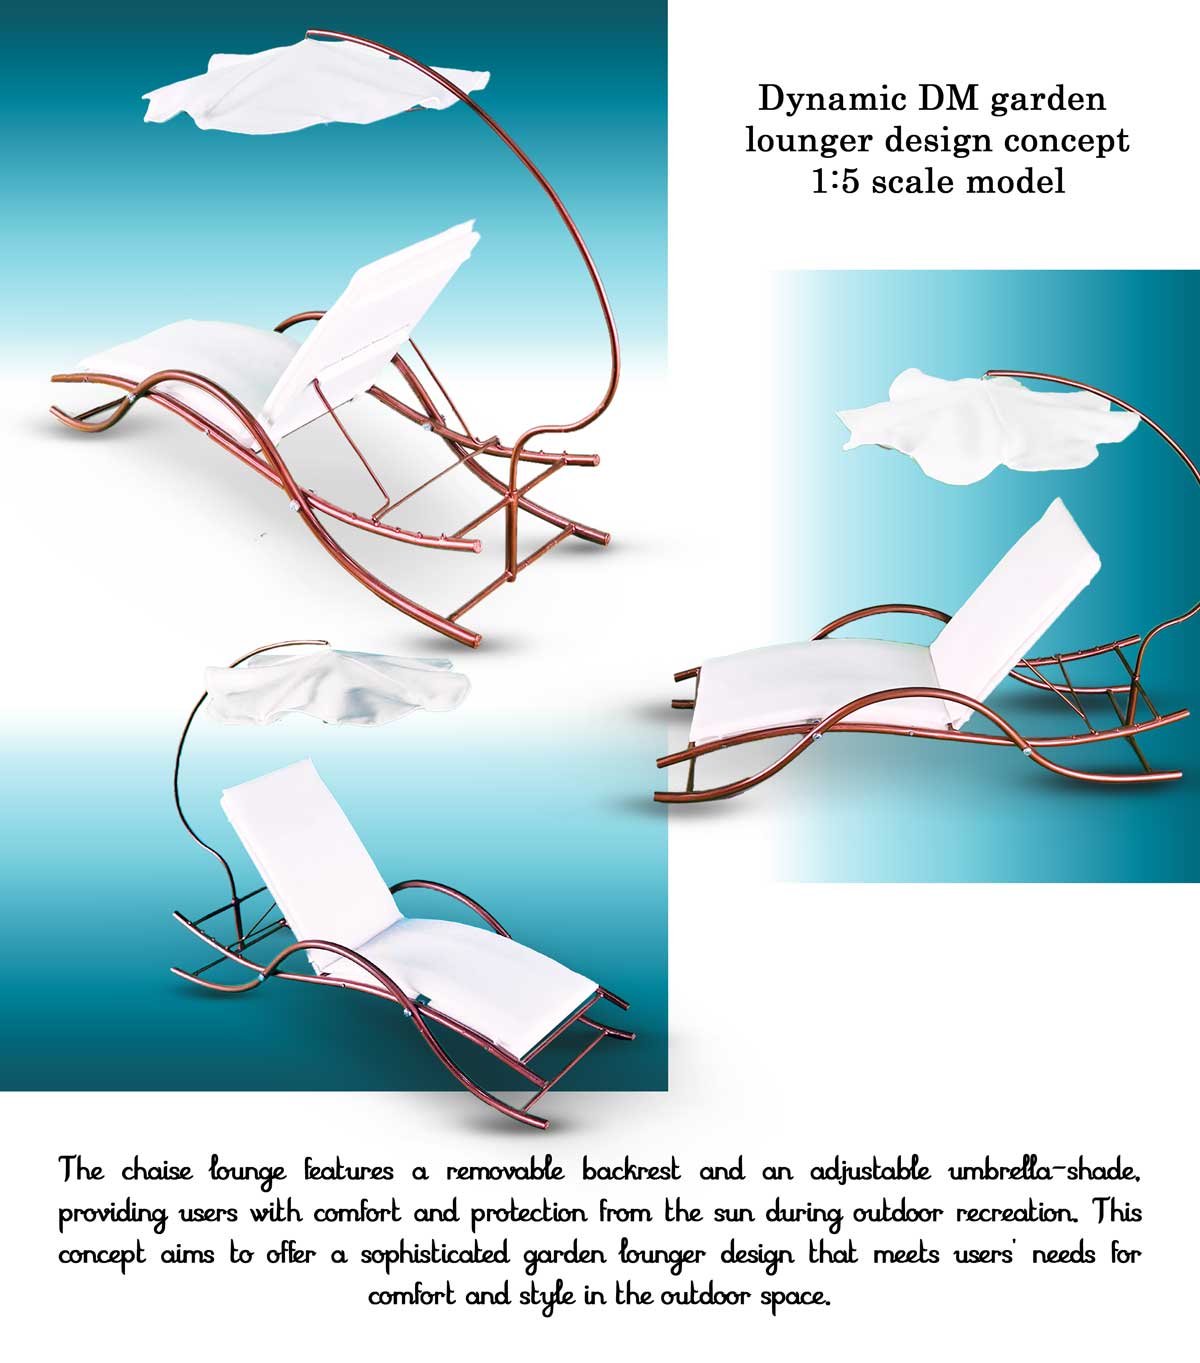 Dynamic DM garden
lounger design concept
1:5 scale model
The chaise lounge features a removable backrest and an adjustable umbrella-shade,
providing users with comfort and protection from the sun during outdoor recreation. This
concept aims to offer a sophisticated garden lounger design that meets users' needs for
comfort and style in the outdoor space.